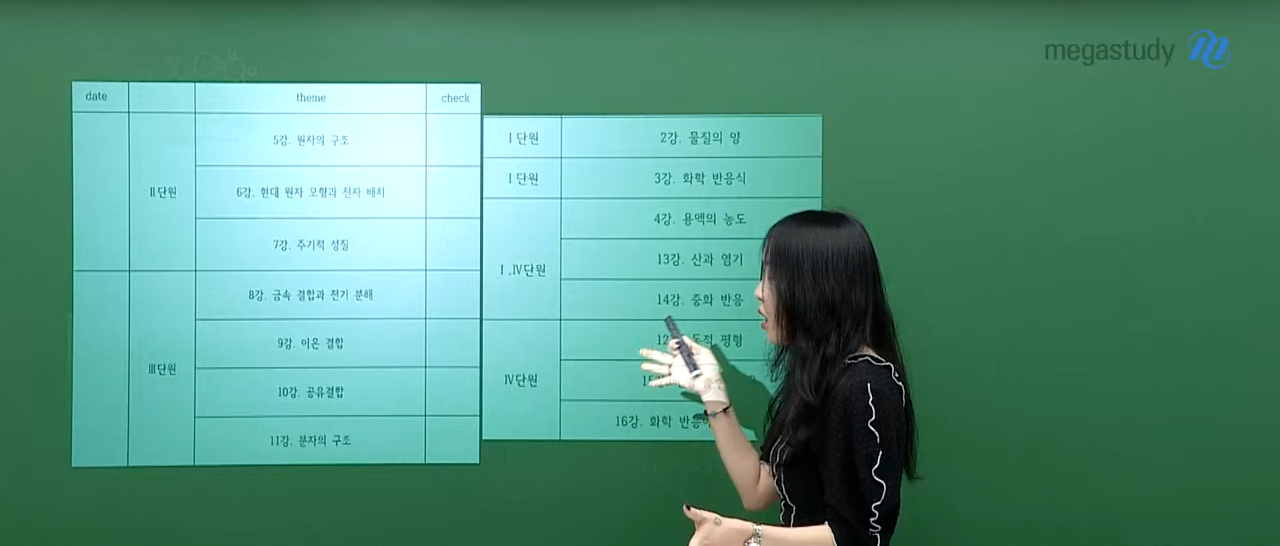 megastudy
date theme check
II단원
5강. 원자의 구조
6강. 현대 원자 모형과 전자 배치
7강. 주기적 성질
III단원
8강. 금속 결합과 전기 분해
9강. 이온 결합
10강. 공유결합
11강. 분자의 구조
I 단원 2강. 물질의 양
I 단원 3강. 화학 반응식
I .IV단원
4강. 용액의 농도
13강. 산과 염기
14강. 중화 반응
IV단원
12 동적 평형
16강. 화학 반응